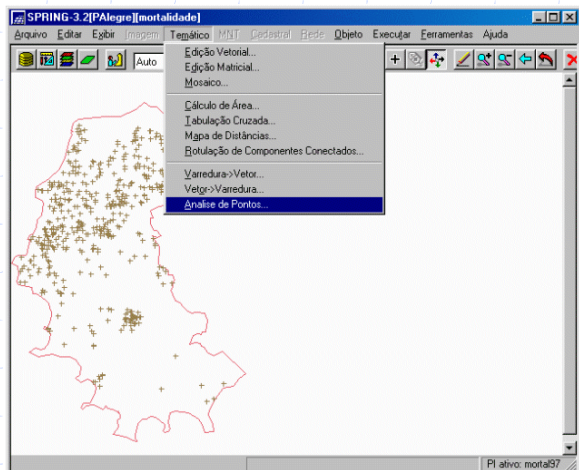 SPRING-3.2[PAlegre][mortalidade]
Arquivo Editar Exibir Imagem Temático MNT Cadastral Rede Objeto Executar Ferramentas Ajuda
Auto
Edição Vetorial...
Edição Matricial...
Mosaico...
Cálculo de Área...
Tabulação Cruzada...
Mapa de Distâncias...
Rotulação de Componentes Conectados...
Varredura->Vetor...
Vetor->Varredura...
Analise de Pontos...
PI ativo: mortal97